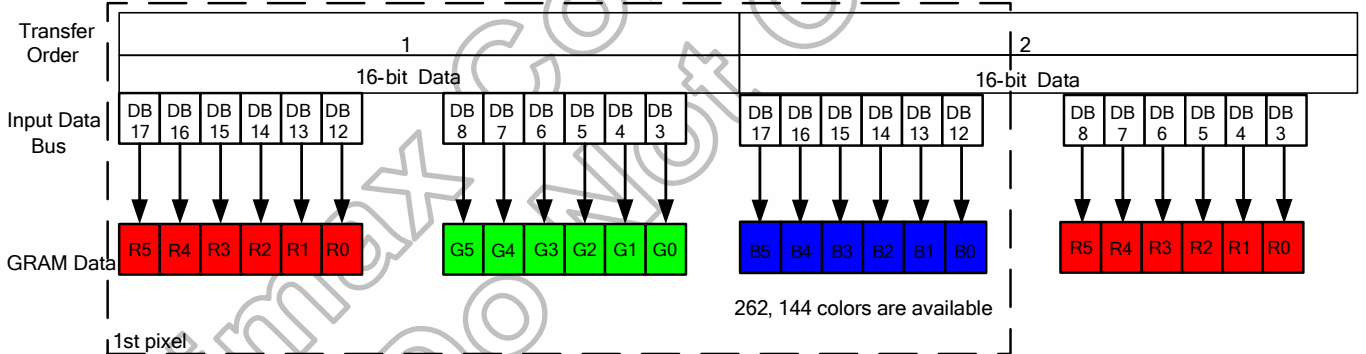 Transfer Order
1
2
16-bit Data
16-bit Data
Input Data Bus
DB 17 DB 16 DB 15 DB 14 DB 13 DB 12
DB 8 DB 7 DB 6 DB 5 DB 4 DB 3
DB 17 DB 16 DB 15 DB 14 DB 13 DB 12
DB 8 DB 7 DB 6 DB 5 DB 4 DB 3
GRAM Data
R5 R4 R3 R2 R1 R0
G5 G4 G3 G2 G1 G0
B5 B4 B3 B2 B1 B0
R5 R4 R3 R2 R1 R0
262, 144 colors are available
1st pixel